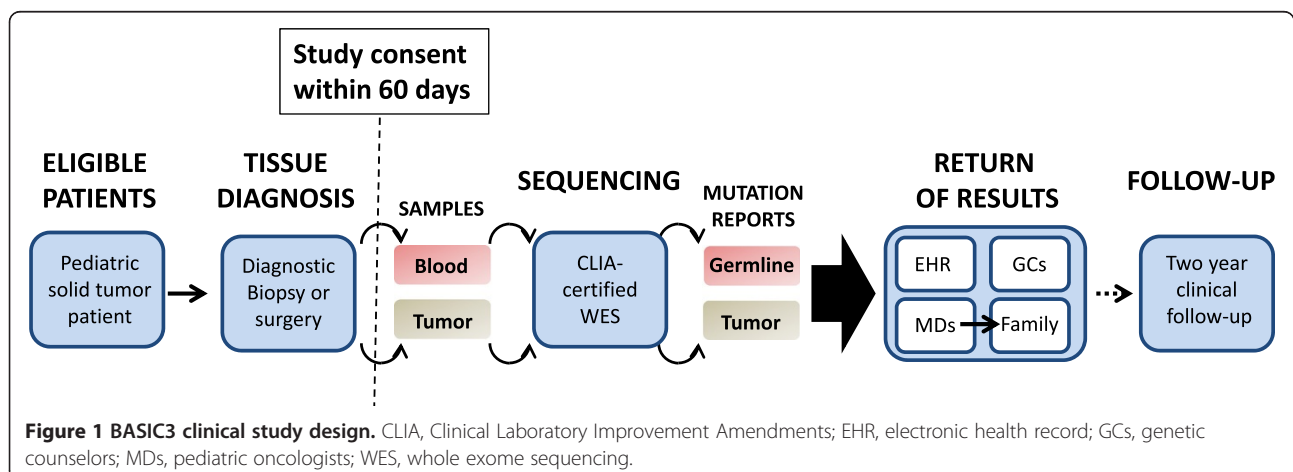 Study consent
within 60 days
ELIGIBLE
PATIENTS
TISSUE
DIAGNOSIS
SAMPLES
SEQUENCING
MUTATION
REPORTS
RETURN
OF RESULTS
FOLLOW-UP
Pediatric
solid tumor
patient
Diagnostic
Biopsy or
surgery
Blood
Tumor
CLIA-
certified
WES
Germline
Tumor
EHR
GCs
MDs
Family
Two year
clinical
follow-up
Figure 1 BASIC3 clinical study design. CLIA, Clinical Laboratory Improvement Amendments; EHR, electronic health record; GCs, genetic
counselors; MDs, pediatric oncologists; WES, whole exome sequencing.